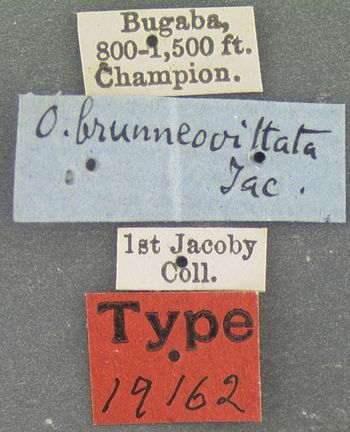 Bugaba,
800-1,500 ft.
Champion.
O. brunneovittata
Jac.
1st Jacoby
Coll.
Type
19162